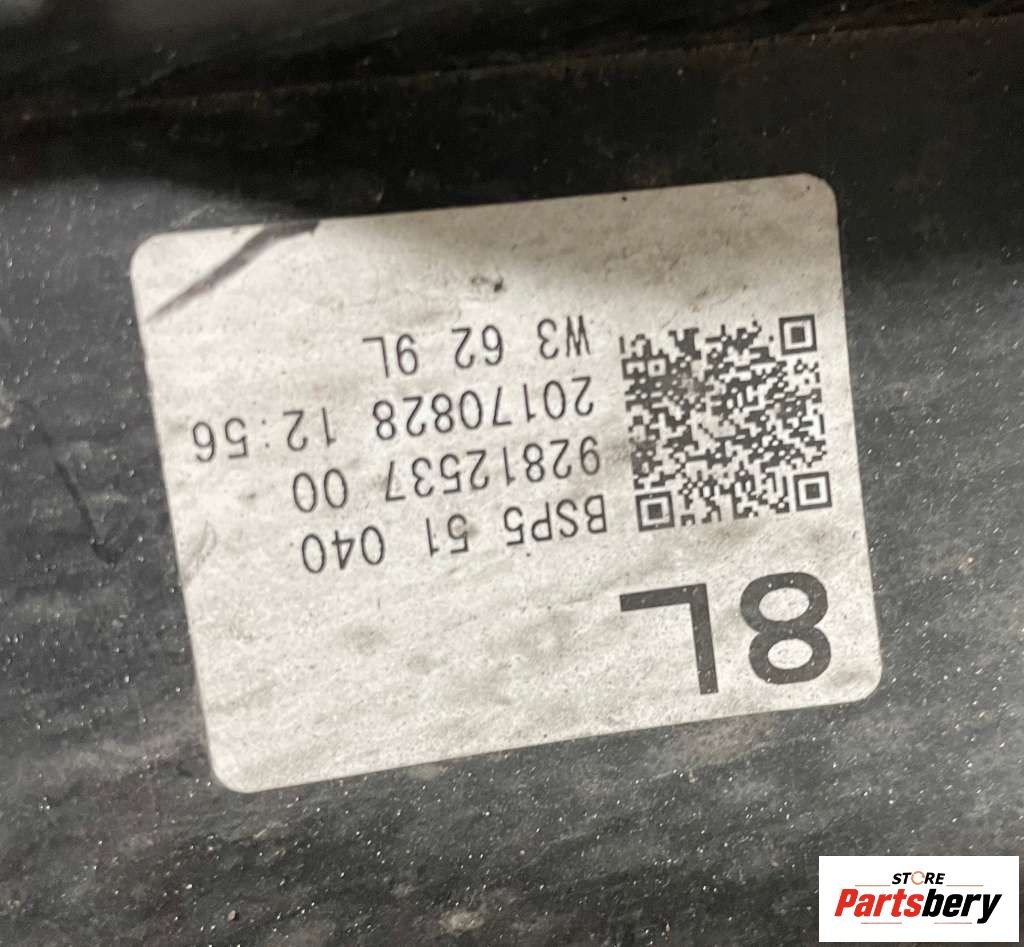 8L
BSP5 51 040
92812537 00
20170828 12:56
W3 62 9L
STORE
Partsbery